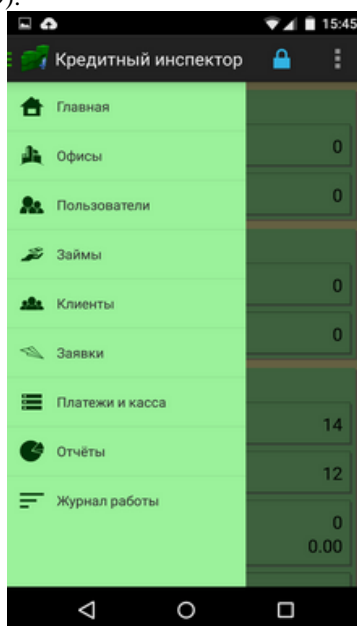 ).
15:45
Кредитный инспектор
Главная
Офисы
0
Пользователи
0
Займы
Клиенты
0
Заявки
0
Платежи и касса
14
Отчёты
12
Журнал работы
0
0.00